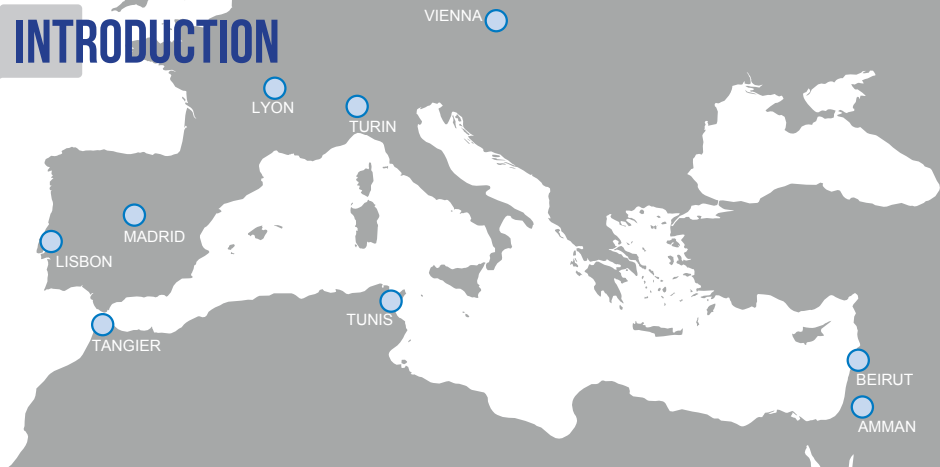 INTRODUCTION
VIENNA
LYON
TURIN
MADRID
LISBON
TUNIS
TANGIER
BEIRUT
AMMAN